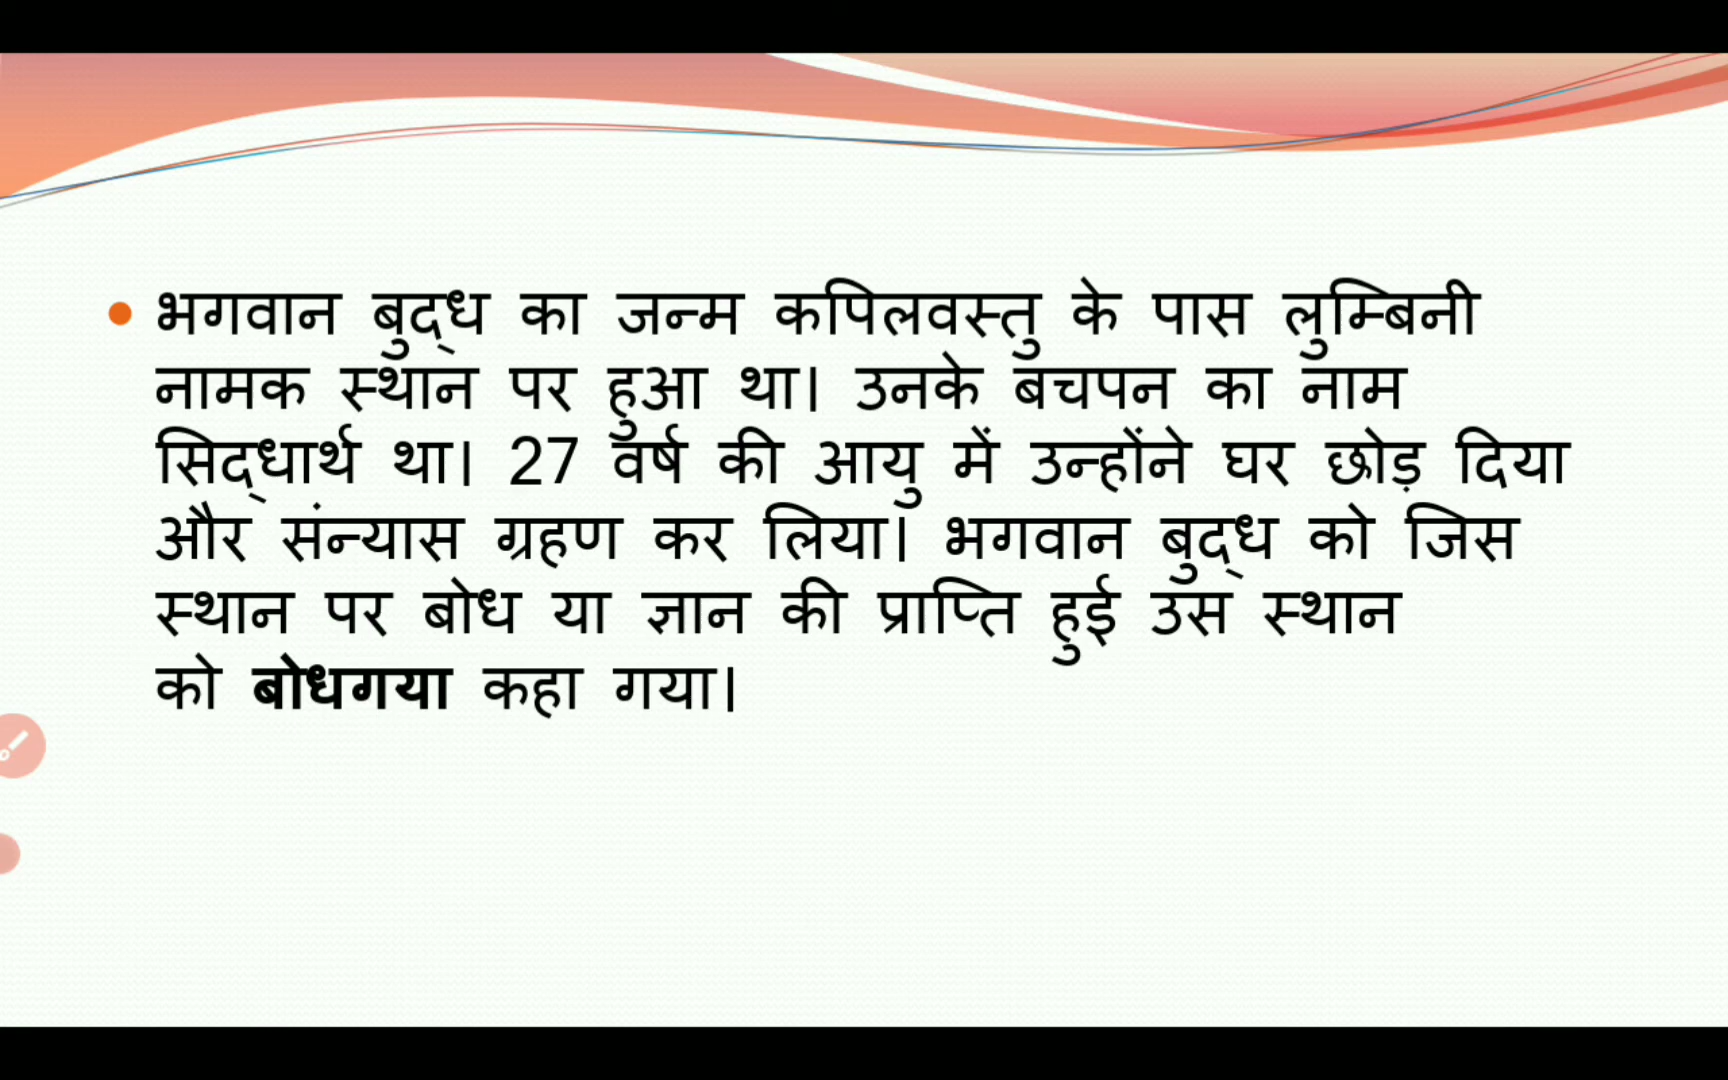 भगवान बुद्ध का जन्म कपिलवस्तु के पास लुम्बिनी
नामक स्थान पर हुआ था। उनके बचपन का नाम
सिद्धार्थ था। 27 वर्ष की आयु में उन्होंने घर छोड़ दिया
और संन्यास ग्रहण कर लिया। भगवान बुद्ध को जिस
स्थान पर बोध या ज्ञान की प्राप्ति हुई उस स्थान
को बोधगया कहा गया।